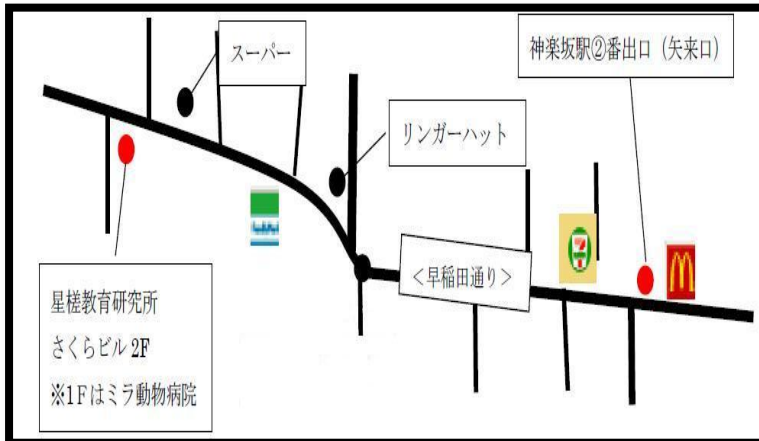 スーパー
神楽坂駅②番出口（矢来口）
リンガーハット
＜早稲田通り＞
星槎教育研究所
さくらビル 2F
※1Fはミラ動物病院